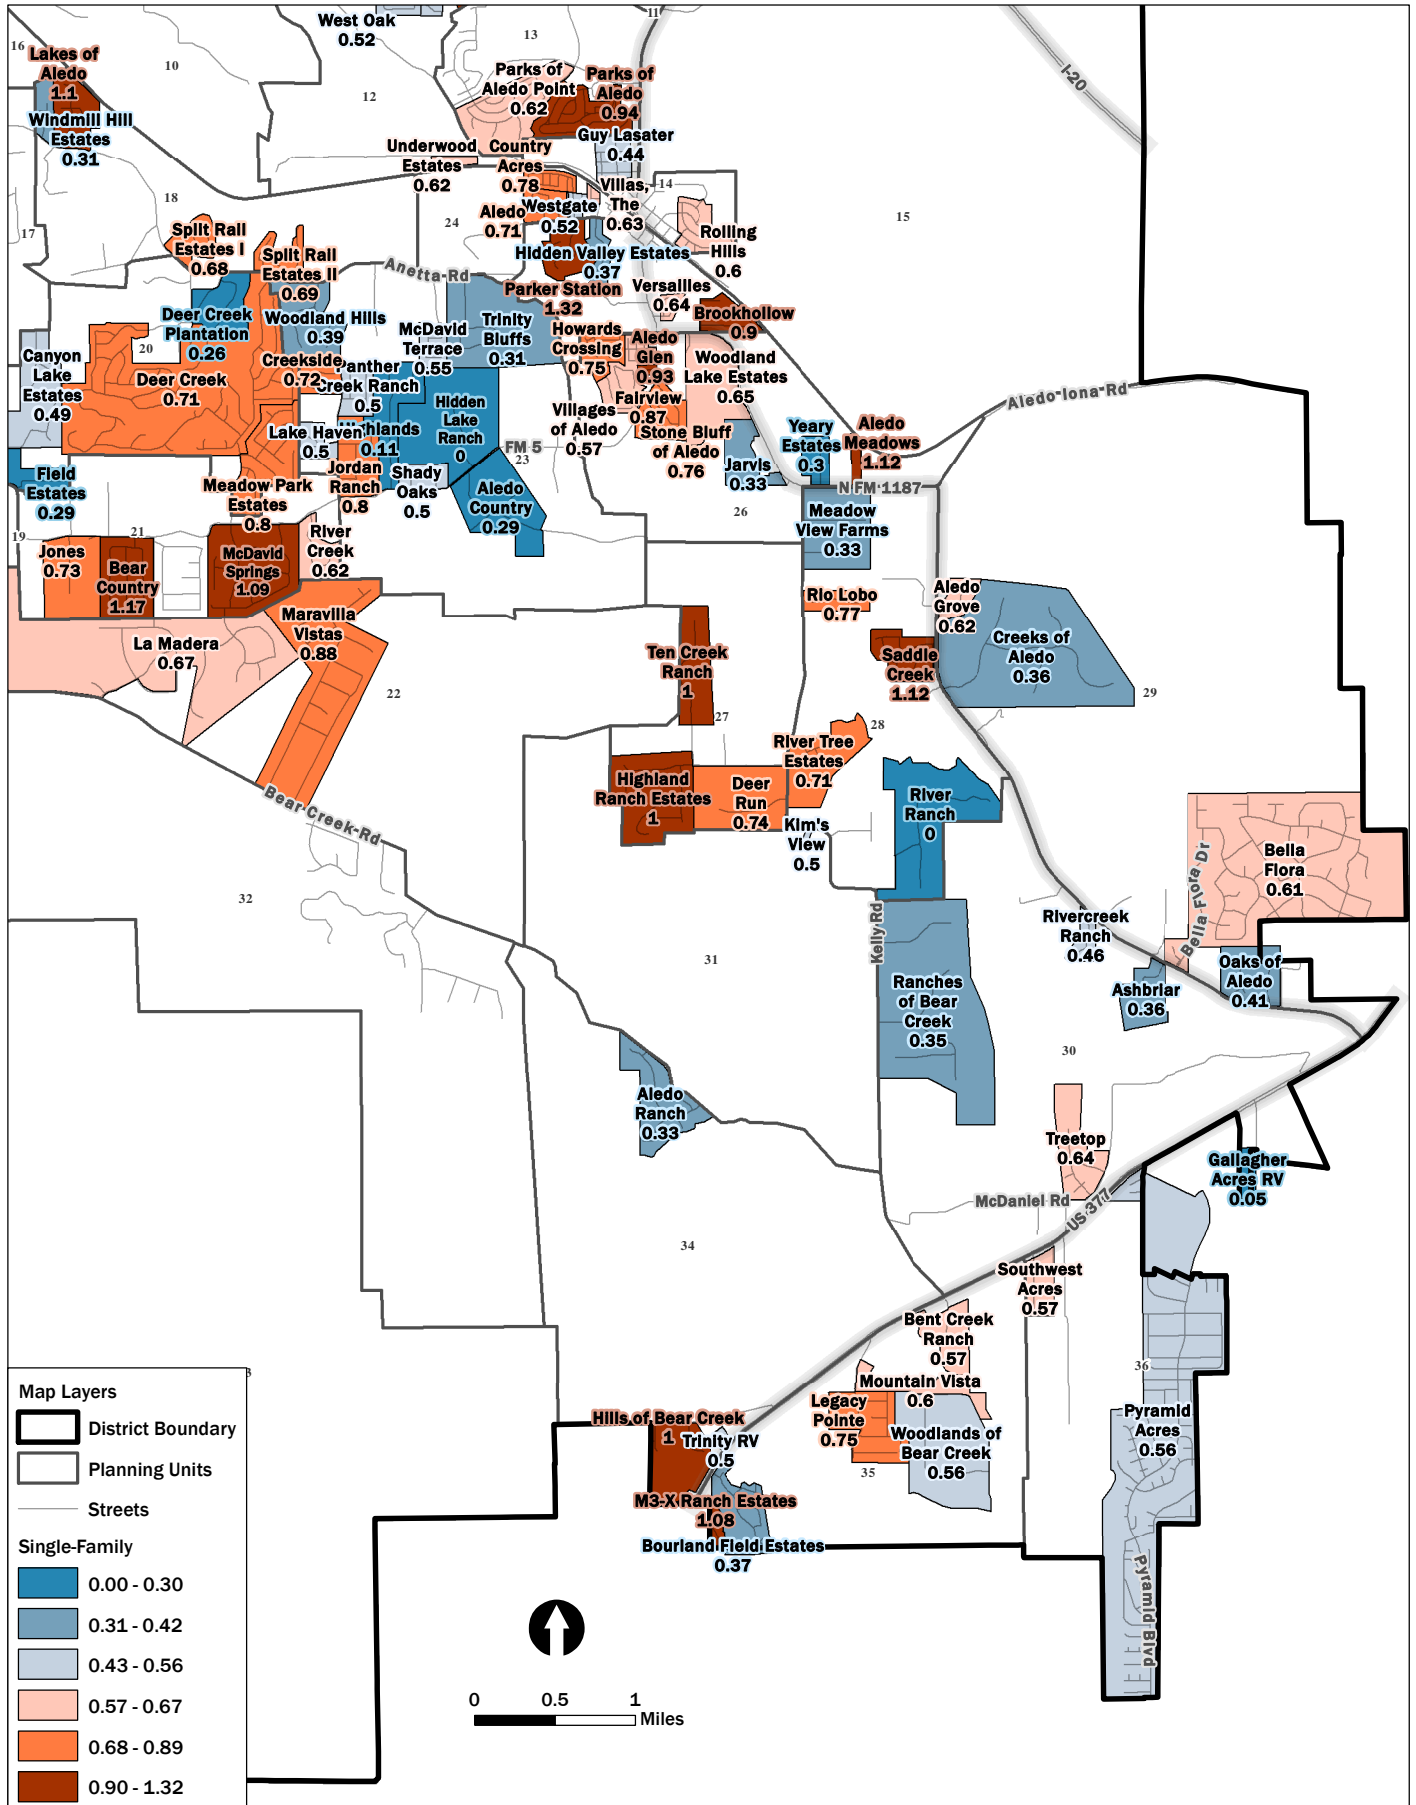 West Oak
0.52
11
13
16
10
12
Lakes of
Aledo
1.1
Windmill Hill
Estates
0.31
Parks of
Aledo Point
0.62
Parks of
Aledo
0.94
Guy Lasater
0.44
I-20
Underwood
Estates
0.62
Country
Acres
0.78
Villas,
The
0.63
14
15
18
17
24
Aledo
0.71
Westgate
0.52
Rolling
Hills
0.6
Split Rail
Estates I
0.68
Split Rail
Estates II
0.69
Hidden Valley Estates
0.37
Anetta Rd
Parker Station
1.32
Versailles
0.64
Brookhollow
0.9
Deer Creek
Plantation
0.26
Woodland Hills
0.39
McDavid
Terrace
0.55
Trinity
Bluffs
0.31
Howards
Crossing
0.75
Aledo
Glen
0.93
Woodland
Lake Estates
0.65
20
Canyon
Lake
Estates
0.49
Deer Creek
0.71
Creekside
0.72
Panther
Creek Ranch
0.5
Hidden
Lake
Ranch
0
Aledo-Iona Rd
Villages
of Aledo
0.57
Fairview
0.87
Stone Bluff
of Aledo
0.76
Lake Haven
0.5
Highlands
0.11
FM 5
23
Yeary
Estates
0.3
Aledo
Meadows
1.12
Jarvis
0.33
Field
Estates
0.29
Meadow Park
Estates
0.8
Jordan
Ranch
0.8
Shady
Oaks
0.5
Aledo
Country
0.29
N FM 1187
26
Meadow
View Farms
0.33
19
21
Jones
0.73
Bear
Country
1.17
McDavid
Springs
1.09
River
Creek
0.62
Maravilla
Vistas
0.88
La Madera
0.67
22
Rio Lobo
0.77
Aledo
Grove
0.62
Creeks of
Aledo
0.36
Saddle
Creek
1.12
29
Ten Creek
Ranch
1
27
28
River Tree
Estates
0.71
Highland
Ranch Estates
1
Deer
Run
0.74
Kim's
View
0.5
River
Ranch
0
Bear Creek Rd
Bella
Flora
0.61
Bella Flora Dr
32
Kelly Rd
Rivercreek
Ranch
0.46
31
Ranches
of Bear
Creek
0.35
Ashbriar
0.36
Oaks of
Aledo
0.41
30
Aledo
Ranch
0.33
Treetop
0.64
Gallagher
Acres RV
0.05
McDaniel Rd
US 377
34
Southwest
Acres
0.57
Bent Creek
Ranch
0.57
36
Mountain Vista
0.6
Legacy
Pointe
0.75
Woodlands of
Bear Creek
0.56
35
Pyramid
Acres
0.56
Hills of Bear Creek
1
Trinity RV
0.5
M3-X Ranch Estates
1.08
Bourland Field Estates
0.37
Pyramid Blvd
3
Map Layers
District Boundary
Planning Units
Streets
Single-Family
0.00 - 0.30
0.31 - 0.42
0.43 - 0.56
0.57 - 0.67
0.68 - 0.89
0.90 - 1.32
0 0.5 1
Miles